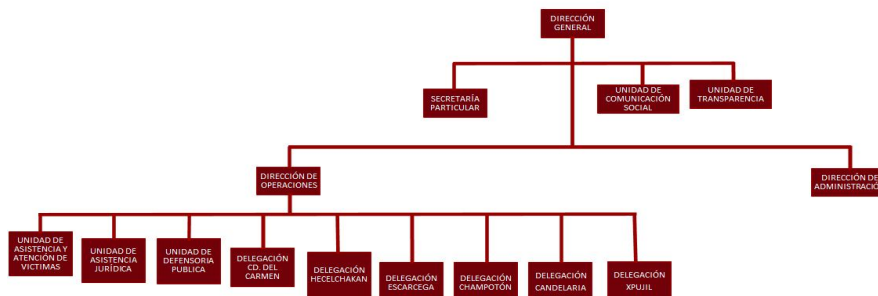 DIRECCIÓN
GENERAL
SECRETARÍA
PARTICULAR
UNIDAD DE
COMUNICACIÓN
SOCIAL
UNIDAD DE
TRANSPARENCIA
DIRECCIÓN DE
OPERACIONES
DIRECCIÓN DE
ADMINISTRACIÓN
UNIDAD DE
ASISTENCIA Y
ATENCIÓN DE
VICTIMAS
UNIDAD DE
ASISTENCIA
JURÍDICA
UNIDAD DE
DEFENSORIA
PUBLICA
DELEGACIÓN
CD. DEL
CARMEN
DELEGACIÓN
HECELCHAKAN
DELEGACIÓN
ESCARCEGA
DELEGACIÓN
CHAMPOTÓN
DELEGACIÓN
CANDELARIA
DELEGACIÓN
XPUJIL